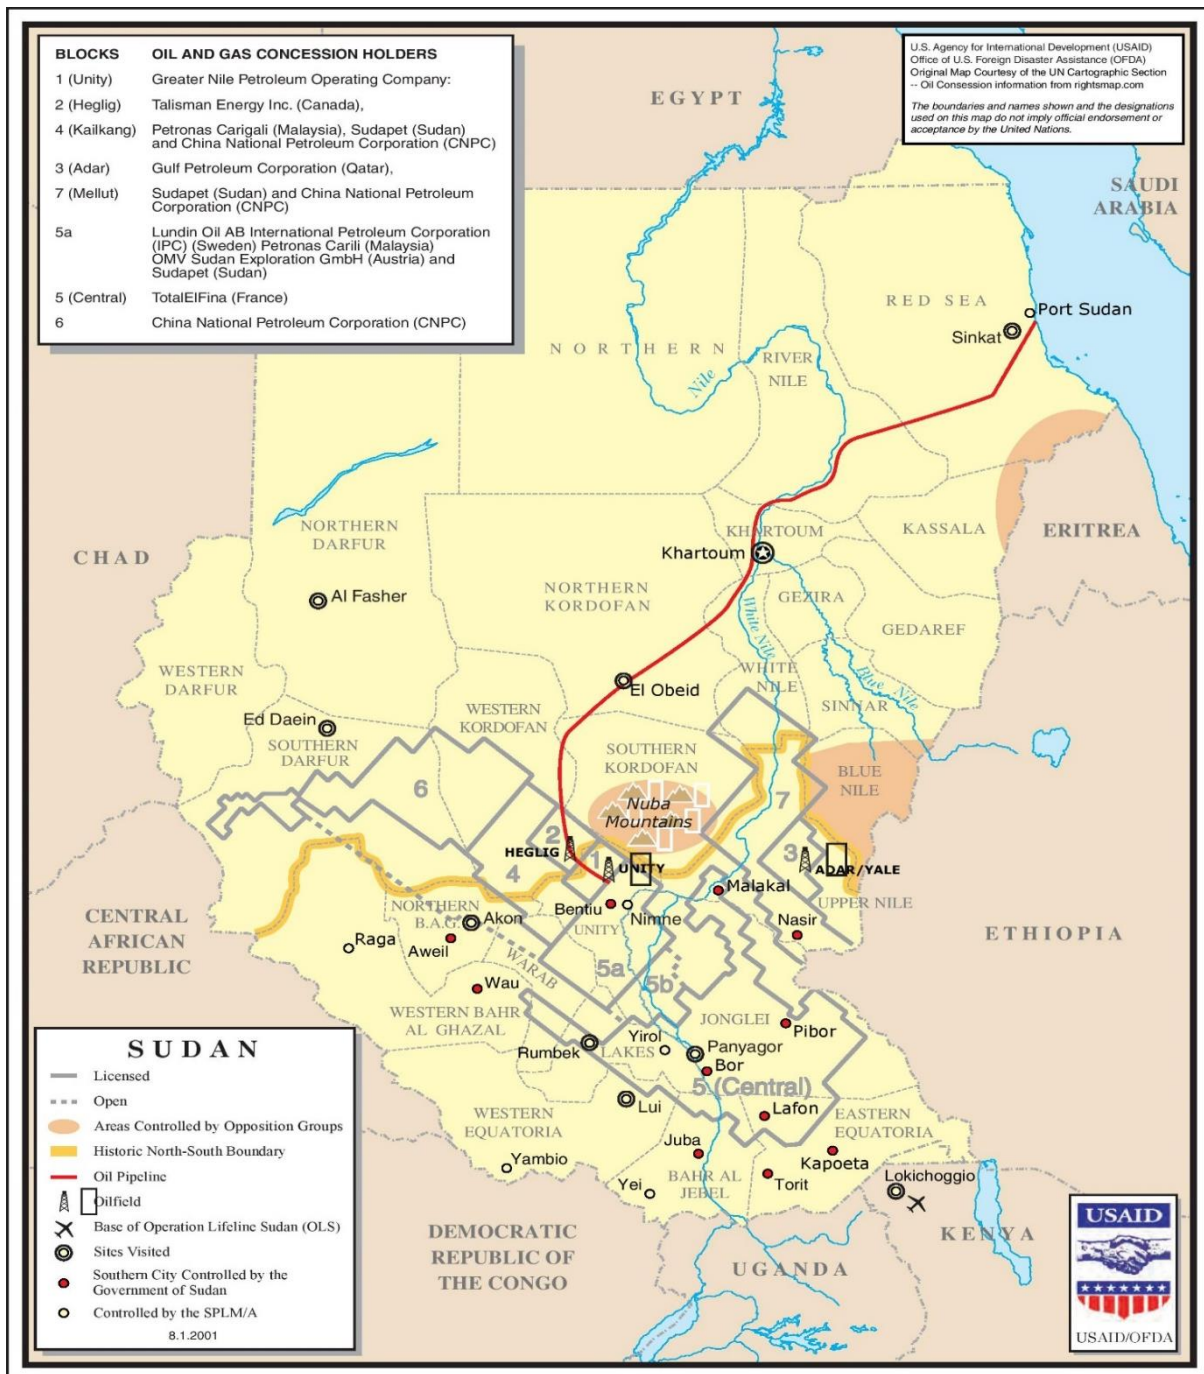 BLOCKS OIL AND GAS CONCESSION HOLDERS
1 (Unity) Greater Nile Petroleum Operating Company:
2 (Heglig) Talisman Energy Inc. (Canada),
4 (Kailkang) Petronas Carigali (Malaysia), Sudapet (Sudan)
and China National Petroleum Corporation (CNPC)
3 (Adar) Gulf Petroleum Corporation (Qatar),
7 (Mellut) Sudapet (Sudan) and China National Petroleum
Corporation (CNPC)
5a Lundin Oil AB International Petroleum Corporation
(IPC) (Sweden) Petronas Carili (Malaysia)
OMV Sudan Exploration GmbH (Austria) and
Sudapet (Sudan)
5 (Central) TotalElFina (France)
6 China National Petroleum Corporation (CNPC)
U.S. Agency for International Development (USAID)
Office of U.S. Foreign Disaster Assistance (OFDA)
Original Map Courtesy of the UN Cartographic Section
-- Oil Consession information from rightsmap.com
The boundaries and names shown and the designations
used on this map do not imply official endorsement or
acceptance by the United Nations.
EGYPT
SAUDI
ARABIA
RED SEA
Port Sudan
Sinkat
NORTHERN
RIVER
NILE
Nile
NORTHERN
DARFUR
CHAD
KHARTOUM
Khartoum
KASSALA
ERITREA
NORTHERN
KORDOFAN
GEZIRA
Al Fasher
GEDAREF
White Nile
WESTERN
DARFUR
WHITE
NILE
Blue Nile
El Obeid
SINNAR
Ed Daein
WESTERN
KORDOFAN
SOUTHERN
DARFUR
SOUTHERN
KORDOFAN
BLUE
NILE
6
7
Nuba
Mountains
2
HEGLIG
1
UNITY
3
ADAR/YALE
4
Malakal
UPPER NILE
NORTHERN
B.A.G.
Akon
Bentiu
Nimne
UNITY
Nasir
CENTRAL
AFRICAN
REPUBLIC
Raga
Aweil
ETHIOPIA
WARAB
5a
5b
Wau
WESTERN BAHR
AL GHAZAL
JONGLEI
Pibor
Rumbek
LAKES
Yirol
Panyagor
Bor
5 (Central)
Lui
Lafon
WESTERN
EQUATORIA
EASTERN
EQUATORIA
Juba
Kapoeta
Yambio
BAHR AL
JEBEL
Torit
Yei
Lokichoggio
DEMOCRATIC
REPUBLIC OF
THE CONGO
UGANDA
KENYA
SUDAN
Licensed
Open
Areas Controlled by Opposition Groups
Historic North-South Boundary
Oil Pipeline
Oilfield
Base of Operation Lifeline Sudan (OLS)
Sites Visited
Southern City Controlled by the
Government of Sudan
Controlled by the SPLM/A
8.1.2001
USAID
USAID/OFDA